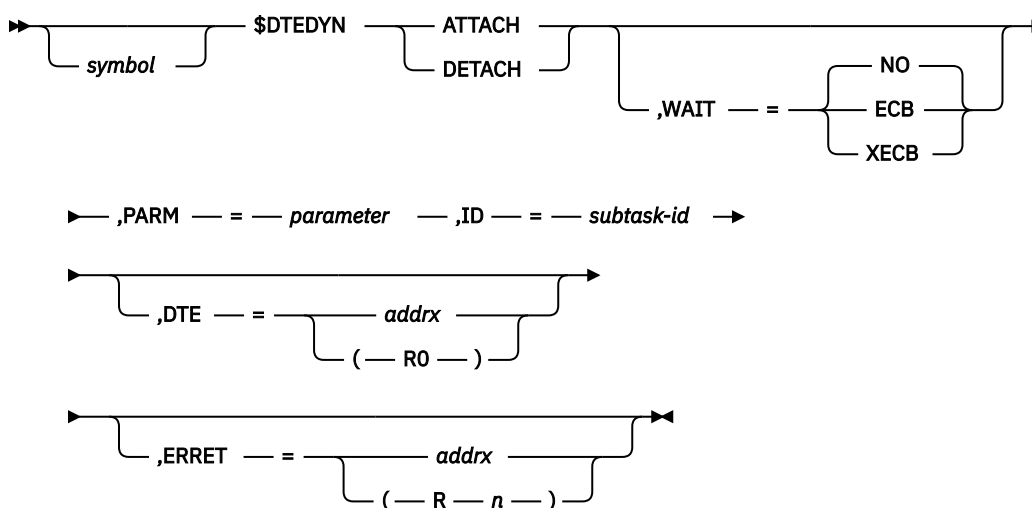 $DTEDYN ATTACH
symbol DETACH
NO
,WAIT = ECB
XECB
,PARM = parameter ,ID = subtask-id
,DTE = addrx
( R0 )
,ERRET = addrx
( R n )